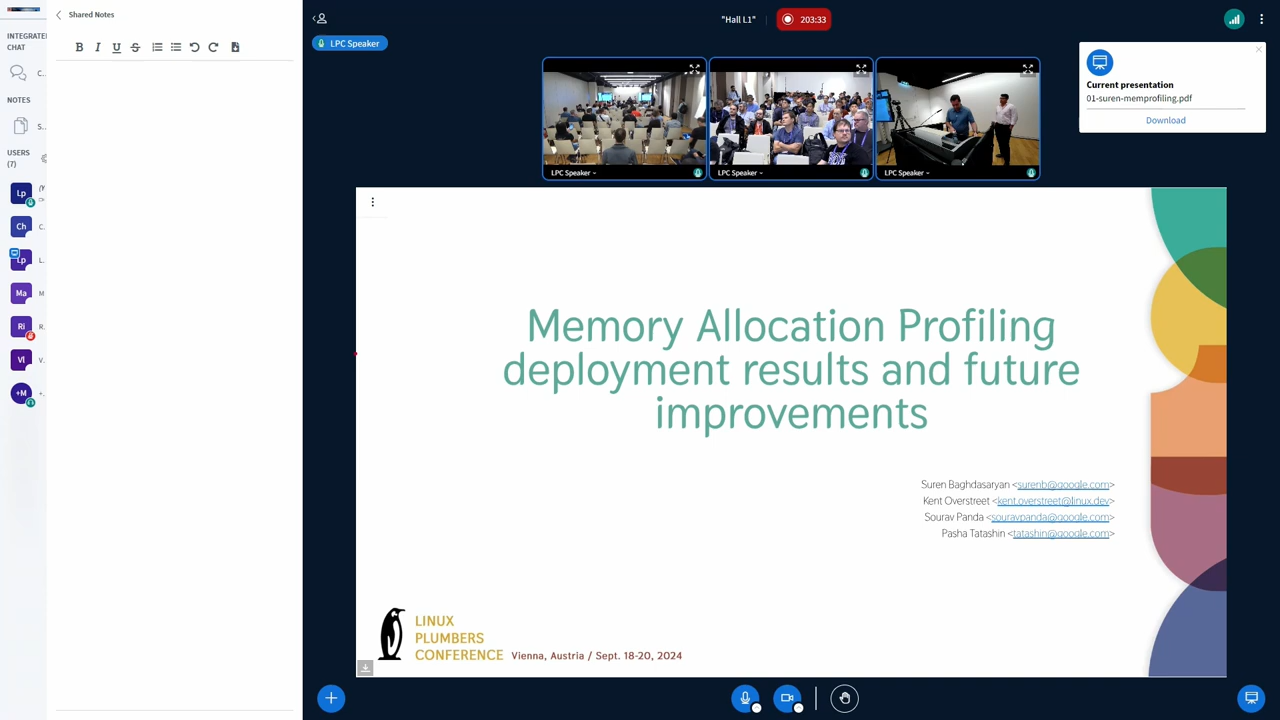 Shared Notes
INTEGRATE
CHAT
C.
NOTES
S..
USERS
(7)
Lp
Ch
C.
Lp
L.
Ma
M
Ri
R.
Vl
V.
+M
+.
B I U S
LPC Speaker
"Hall L1"
203:33
LPC Speaker
LPC Speaker
LPC Speaker
Current presentation
01-suren-memprofiling.pdf
Download
Memory Allocation Profiling
deployment results and future
improvements
Suren Baghdasaryan <surenb@google.com>
Kent Overstreet <kent.overstreet@linux.dev>
Sourav Panda <souravpanda@google.com>
Pasha Tatashin <tatashin@google.com>
LINUX
PLUMBERS
CONFERENCE
Vienna, Austria / Sept. 18-20, 2024